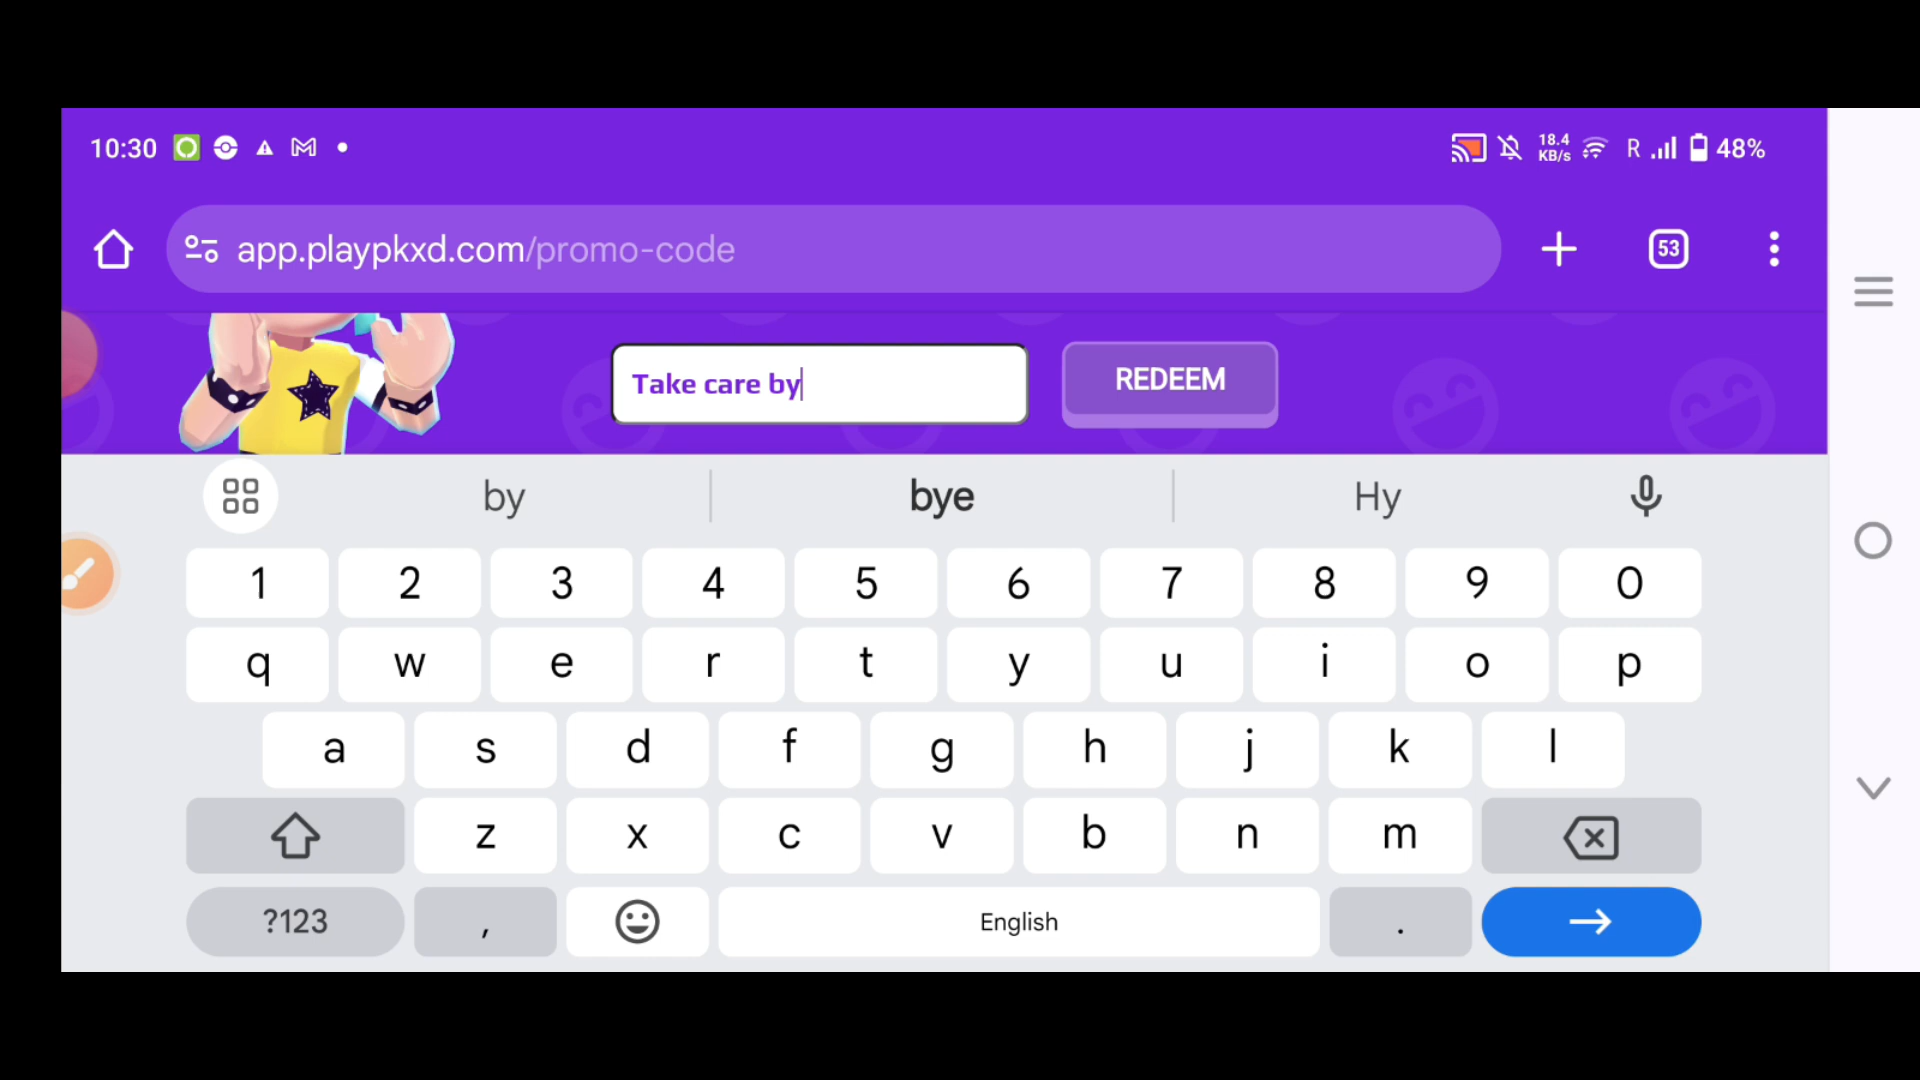 10:30 18.4 KB/s R 48%
app.playpkxd.com/promo-code 53
Take care by REDEEM
by bye Hy
1 2 3 4 5 6 7 8 9 0
q w e r t y u i o p
a s d f g h j k l
z x c v b n m
?123 , English .